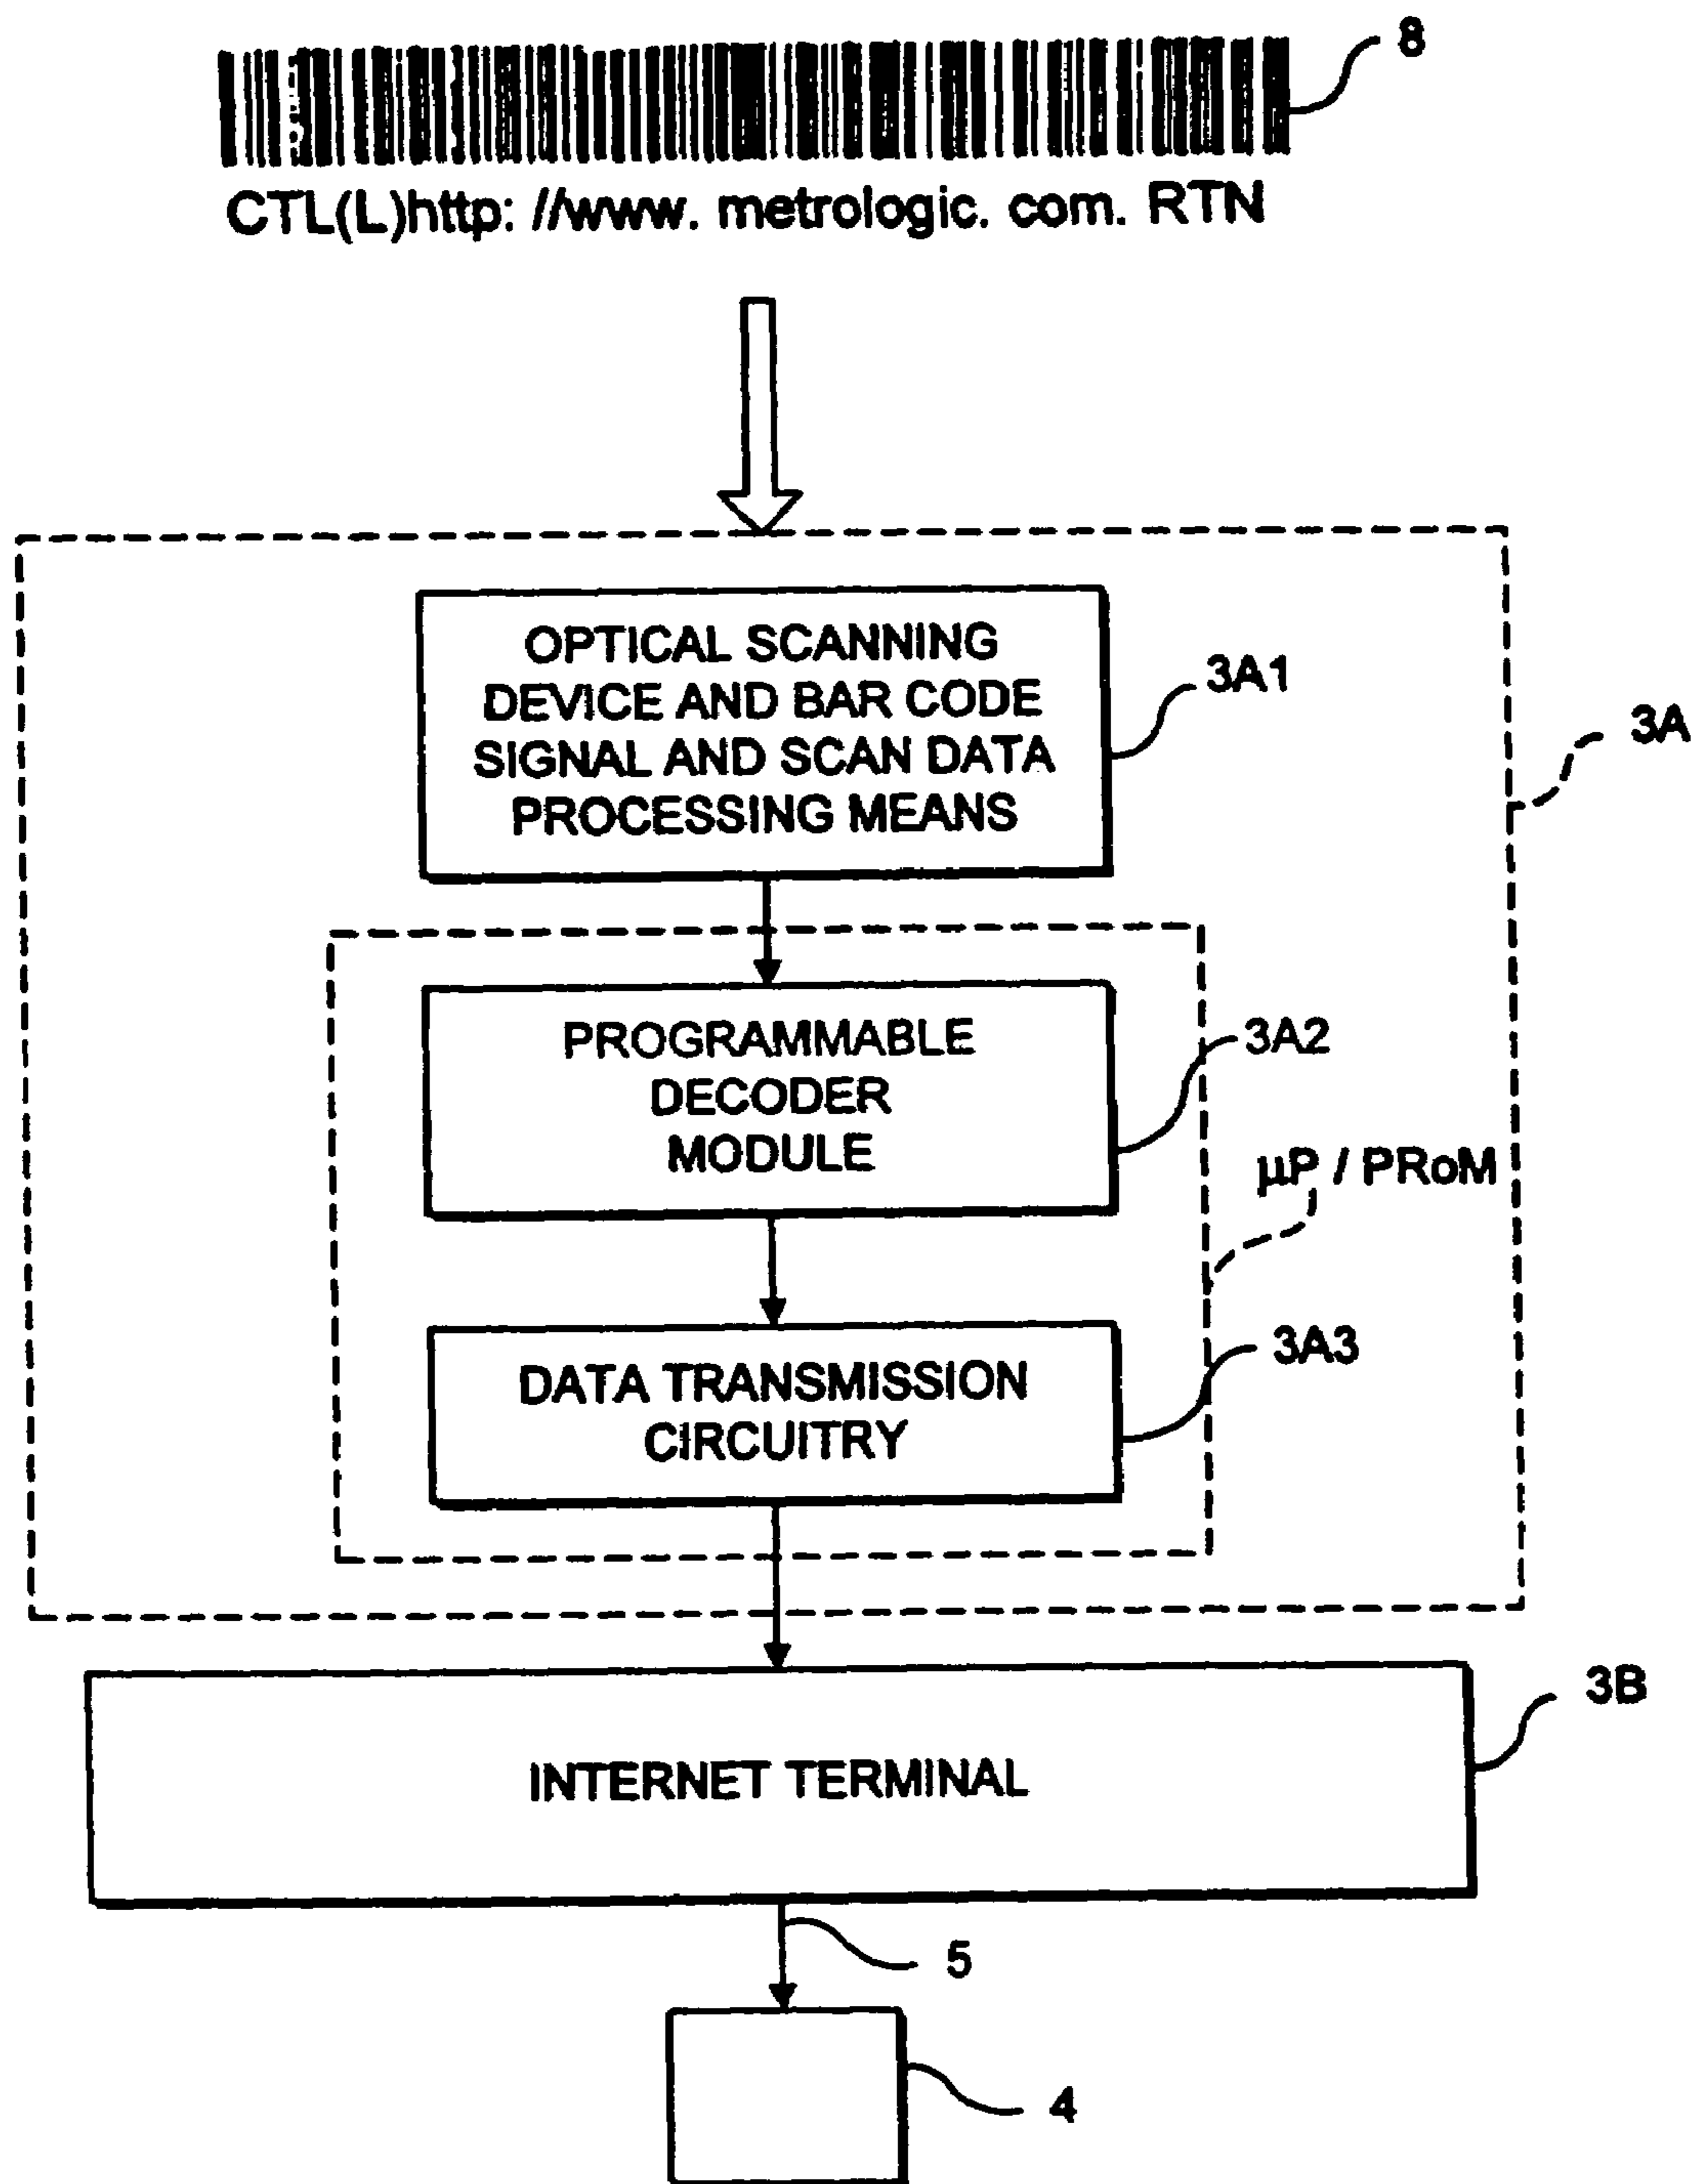 8
CTL(L)http: //www. metrologic. com. RTN
OPTICAL SCANNING
DEVICE AND BAR CODE
SIGNAL AND SCAN DATA
PROCESSING MEANS
3A1
3A
PROGRAMMABLE
DECODER
MODULE
3A2
µP / PRoM
DATA TRANSMISSION
CIRCUITRY
3A3
INTERNET TERMINAL
3B
5
4